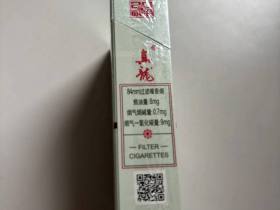 真龍
84mm过滤嘴香烟
焦油量:8mg
烟气烟碱量:0.7mg
烟气一氧化碳量:9mg
FILTER
CIGARETTES